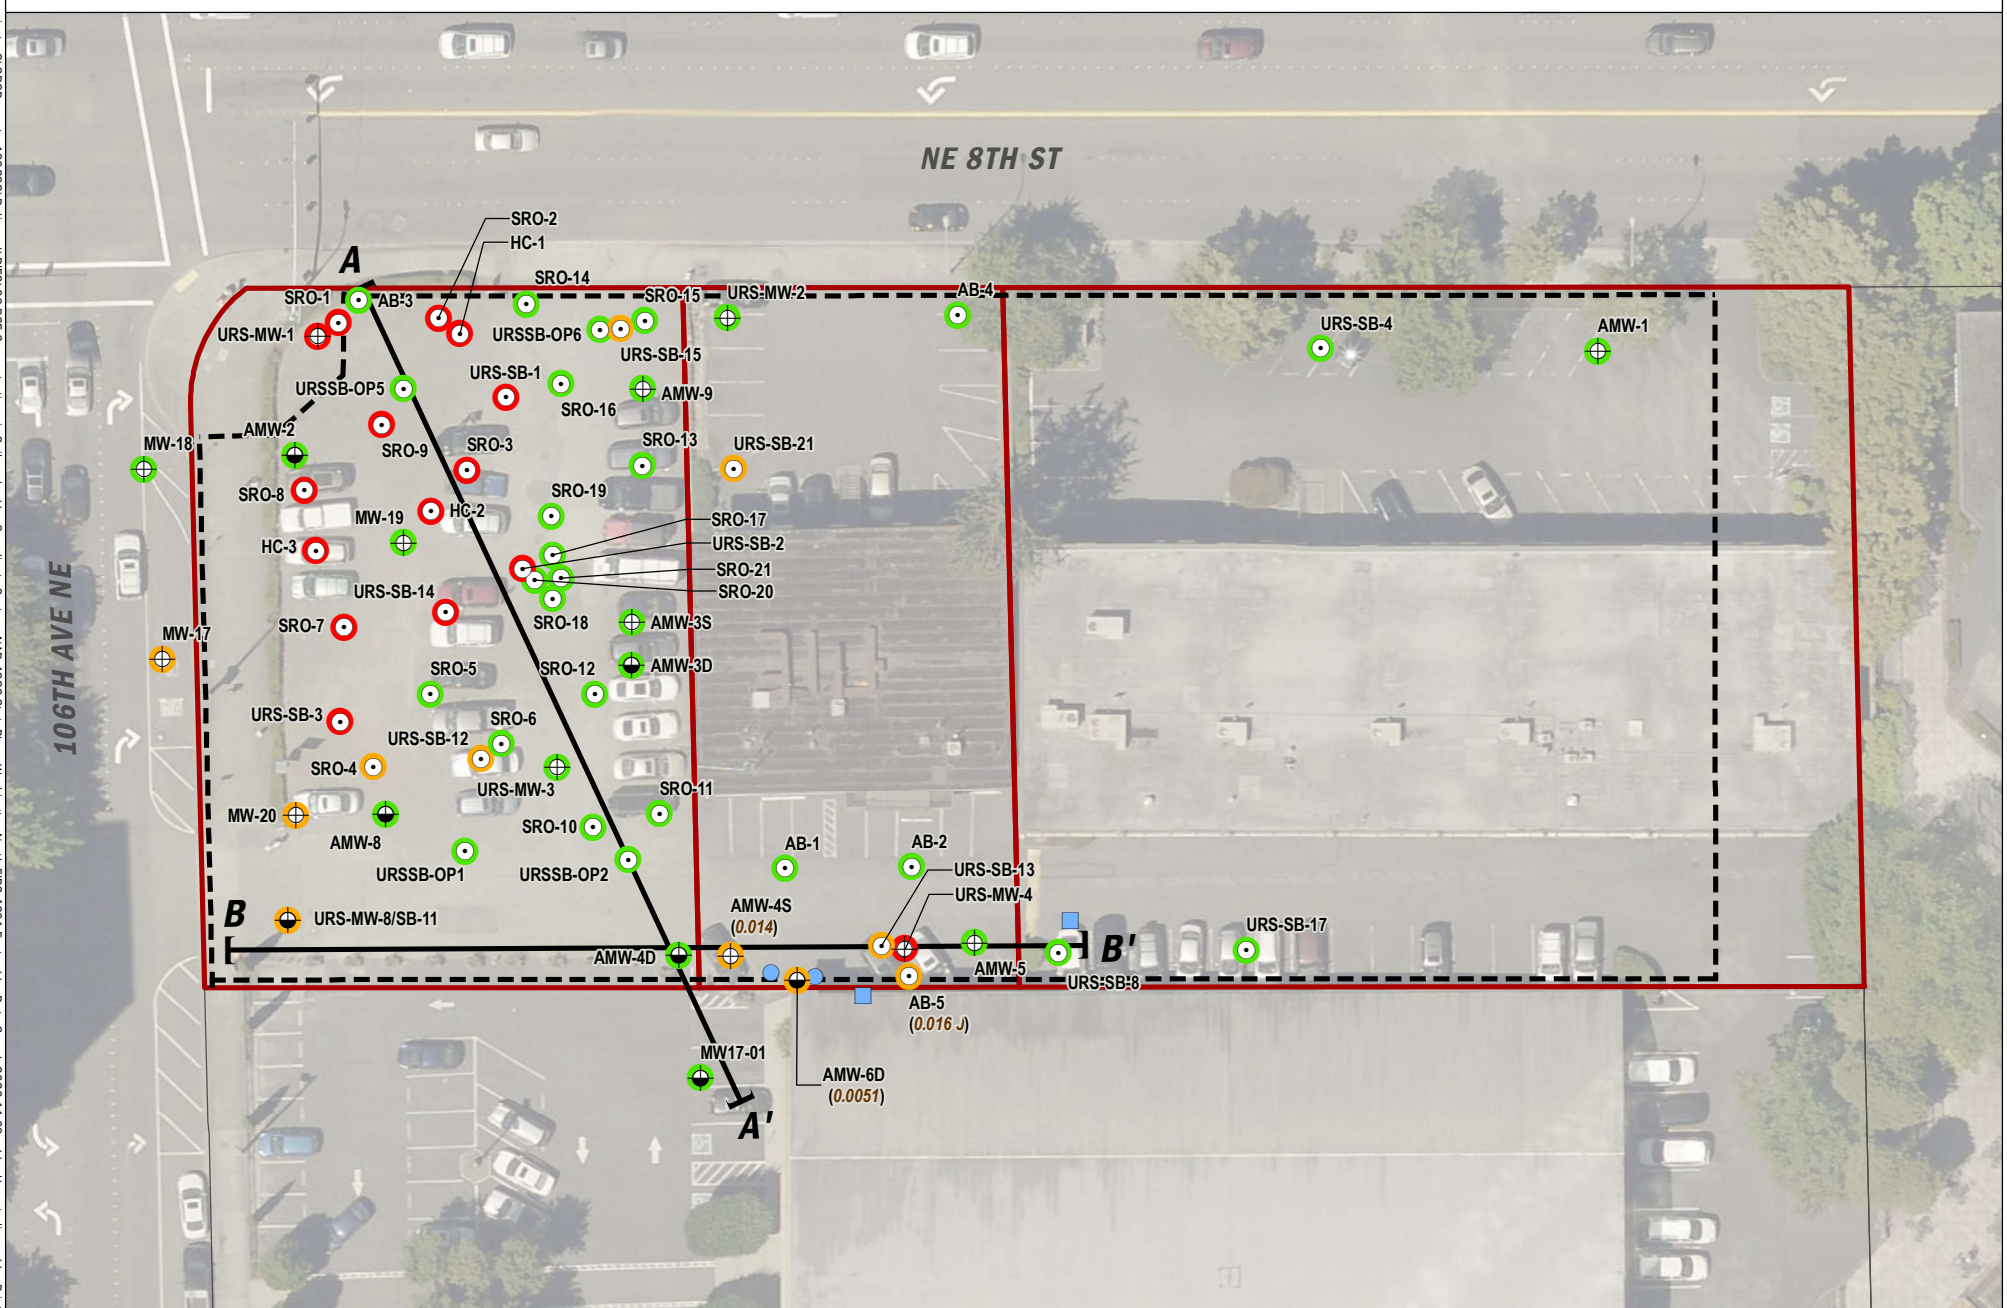 NE 8TH ST
SRO-2
HC-1
A
SRO-14
SRO-1
AB-3
SRO-15
URS-MW-2
AB-4
URS-MW-1
URSSB-OP6
URS-SB-4
AMW-1
URS-SB-15
URS-SB-1
URSSB-OP5
AMW-9
SRO-16
AMW-2
MW-18
SRO-9
SRO-3
SRO-13
URS-SB-21
SRO-8
SRO-19
HC-2
MW-19
SRO-17
HC-3
URS-SB-2
SRO-21
URS-SB-14
SRO-20
106TH AVE NE
SRO-7
SRO-18
AMW-3S
MW-17
SRO-5
SRO-12
AMW-3D
URS-SB-3
SRO-6
URS-SB-12
SRO-4
URS-MW-3
SRO-11
MW-20
SRO-10
AMW-8
AB-1
AB-2
URSSB-OP1
URSSB-OP2
URS-SB-13
URS-MW-4
AMW-4S
(0.014)
B
URS-MW-8/SB-11
URS-SB-17
B'
AMW-4D
AMW-5
URS-SB-8
AB-5
(0.016 J)
MW17-01
AMW-6D
(0.0051)
A'